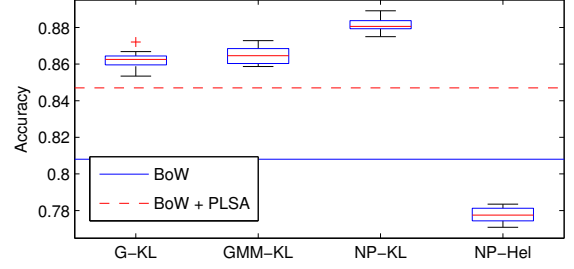 0.88
0.86
0.84
0.82
0.8
0.78
Accuracy
BoW
BoW + PLSA
G−KL
GMM−KL
NP−KL
NP−Hel